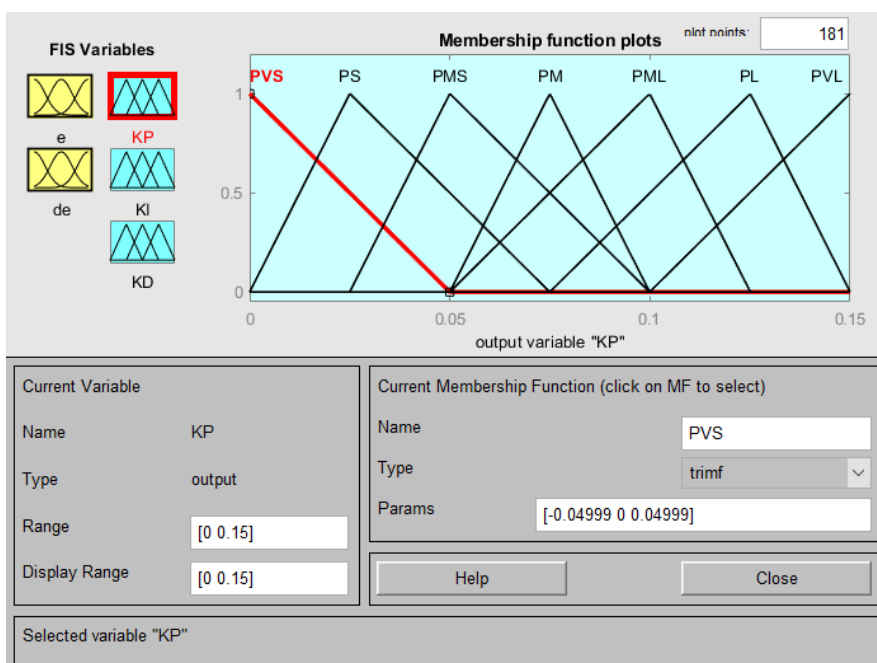 FIS Variables
Membership function plots
plot points:
181
PVS PS PMS PM PML PL PVL
e
KP
de
KI
KD
1
0.5
0
0 0.05 0.1 0.15
output variable "KP"
Current Variable
Name KP
Type output
Range [0 0.15]
Display Range [0 0.15]
Current Membership Function (click on MF to select)
Name PVS
Type trimf
Params [-0.04999 0 0.04999]
Help Close
Selected variable "KP"